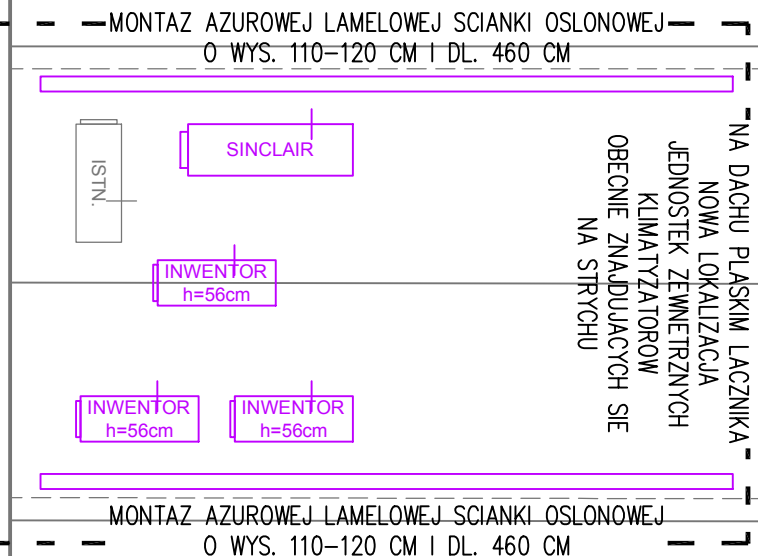 MONTAZ AZUROWEJ LAMELOWEJ SCIANKI OSLONOWEJ
O WYS. 110-120 CM I DL. 460 CM
ISTN.
SINCLAIR
INWENTOR
h=56cm
INWENTOR
h=56cm
INWENTOR
h=56cm
NA DACHU PLASKIM LACZNIKA
NOWA LOKALIZACJA
JEDNOSTEK ZEWNETRZNYCH
KLIMATYZATOROW
OBECNIE ZNAJDUJACYCH SIE
NA STRYCHU
MONTAZ AZUROWEJ LAMELOWEJ SCIANKI OSLONOWEJ
O WYS. 110-120 CM I DL. 460 CM